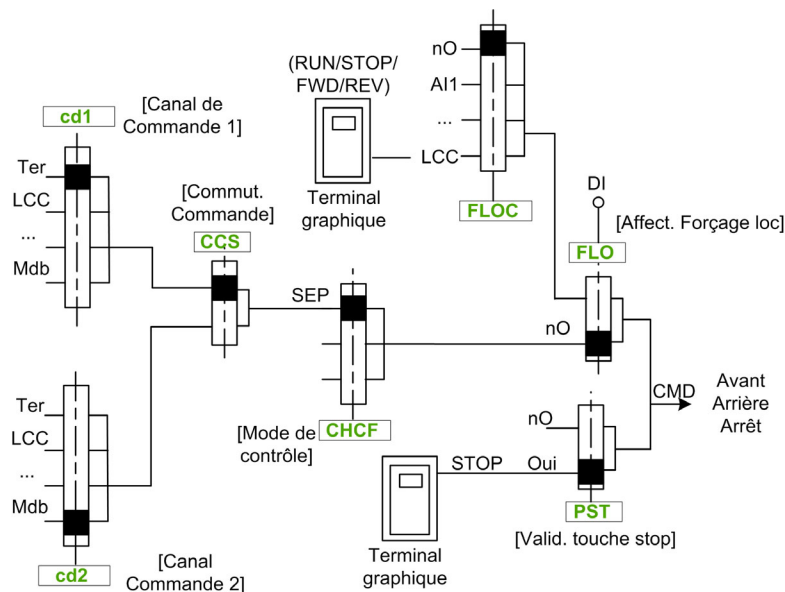 (RUN/STOP/
FWD/REV)
Terminal
graphique
nO
AI1
...
LCC
FLOC
[Canal de
Commande 1]
cd1
Ter
LCC
...
Mdb
[Commut.
Commande]
CCS
DI
[Affect. Forçage loc]
FLO
SEP
nO
CHCF
[Mode de
contrôle]
Ter
LCC
...
Mdb
cd2
[Canal
Commande 2]
STOP
Oui
nO
Terminal
graphique
PST
[Valid. touche stop]
CMD
Avant
Arrière
Arrêt